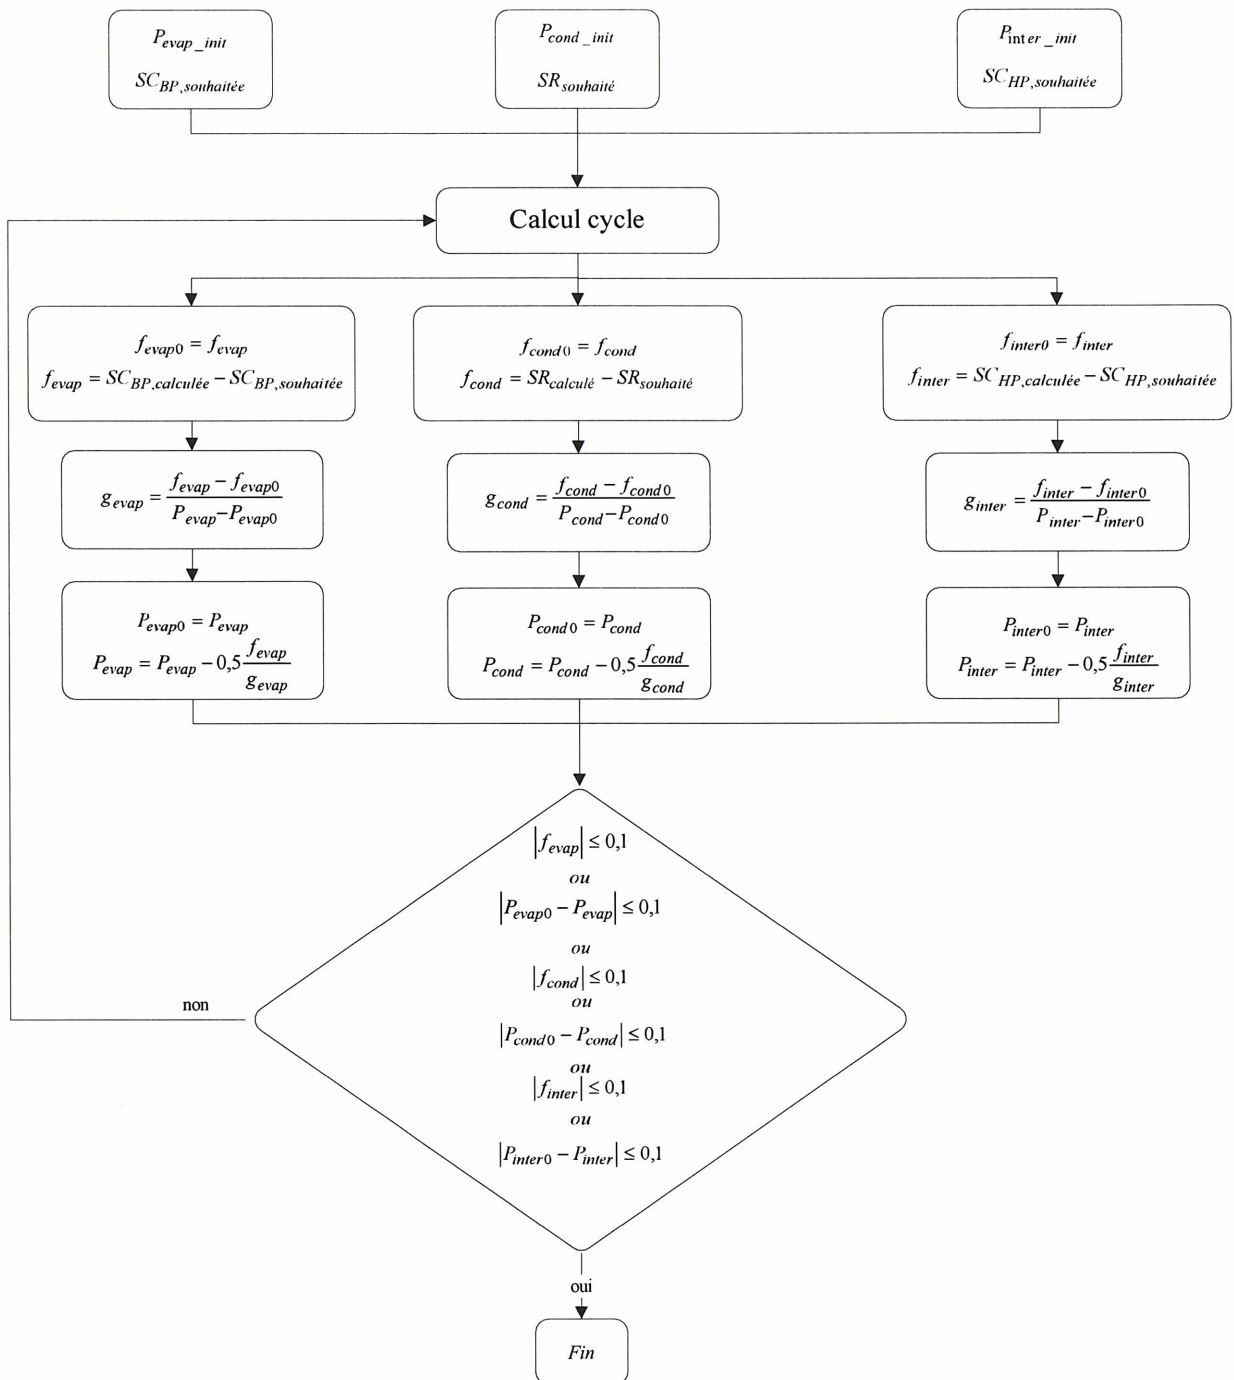 P_evap_init
SC_BP,souhaitée
P_cond_init
SR_souhaité
P_inter_init
SC_HP,souhaitée
Calcul cycle
f_evap0 = f_evap
f_evap = SC_BP,calculée − SC_BP,souhaitée
f_cond0 = f_cond
f_cond = SR_calculé − SR_souhaité
f_inter0 = f_inter
f_inter = SC_HP,calculée − SC_HP,souhaitée
g_evap = (f_evap − f_evap0) / (P_evap − P_evap0)
g_cond = (f_cond − f_cond0) / (P_cond − P_cond0)
g_inter = (f_inter − f_inter0) / (P_inter − P_inter0)
P_evap0 = P_evap
P_evap = P_evap − 0,5 f_evap / g_evap
P_cond0 = P_cond
P_cond = P_cond − 0,5 f_cond / g_cond
P_inter0 = P_inter
P_inter = P_inter − 0,5 f_inter / g_inter
|f_evap| ≤ 0,1
ou
|P_evap0 − P_evap| ≤ 0,1
ou
|f_cond| ≤ 0,1
ou
|P_cond0 − P_cond| ≤ 0,1
ou
|f_inter| ≤ 0,1
ou
|P_inter0 − P_inter| ≤ 0,1
non
oui
Fin